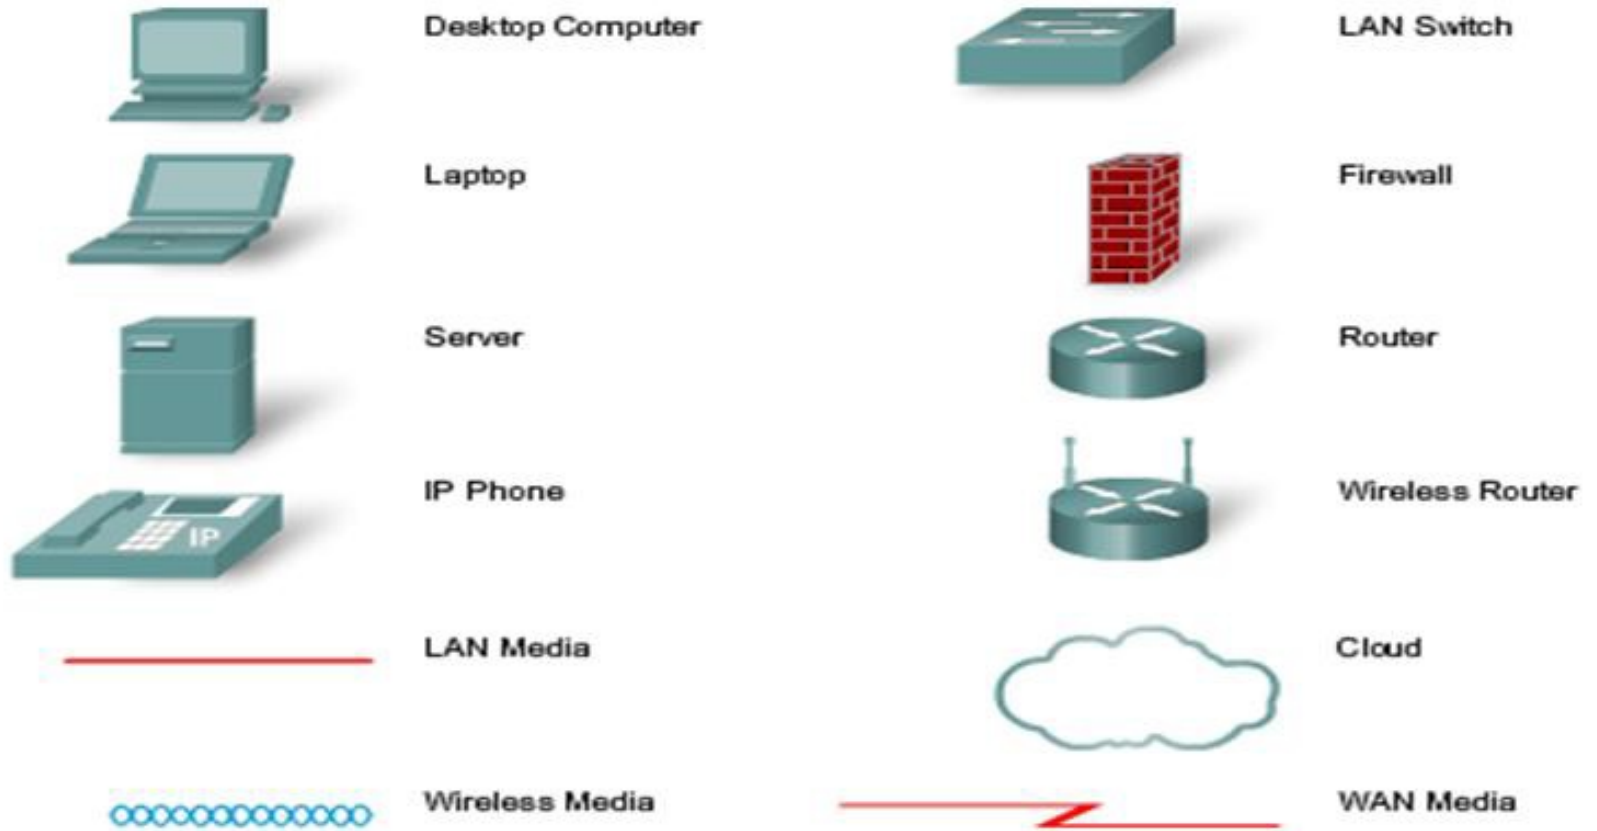 Desktop Computer
LAN Switch
Laptop
Firewall
Server
Router
IP Phone
IP
Wireless Router
LAN Media
Cloud
Wireless Media
WAN Media